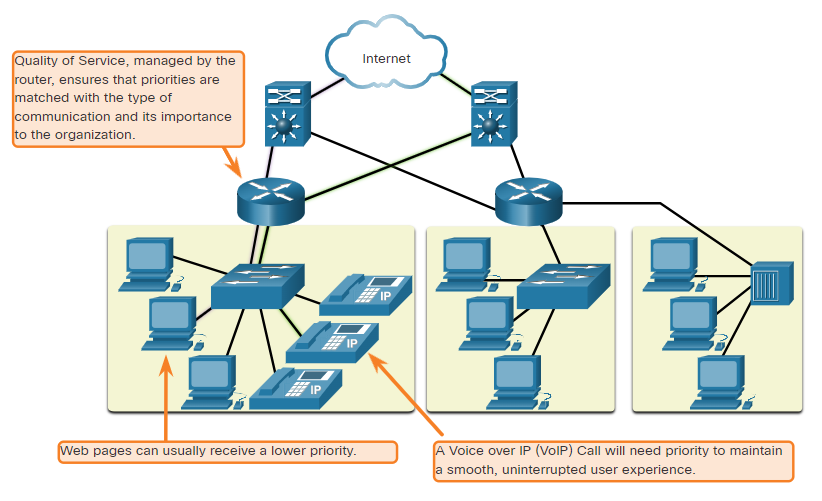 Internet
Quality of Service, managed by the
router, ensures that priorities are
matched with the type of
communication and its importance
to the organization.
IP
IP
IP
Web pages can usually receive a lower priority.
A Voice over IP (VoIP) Call will need priority to maintain
a smooth, uninterrupted user experience.